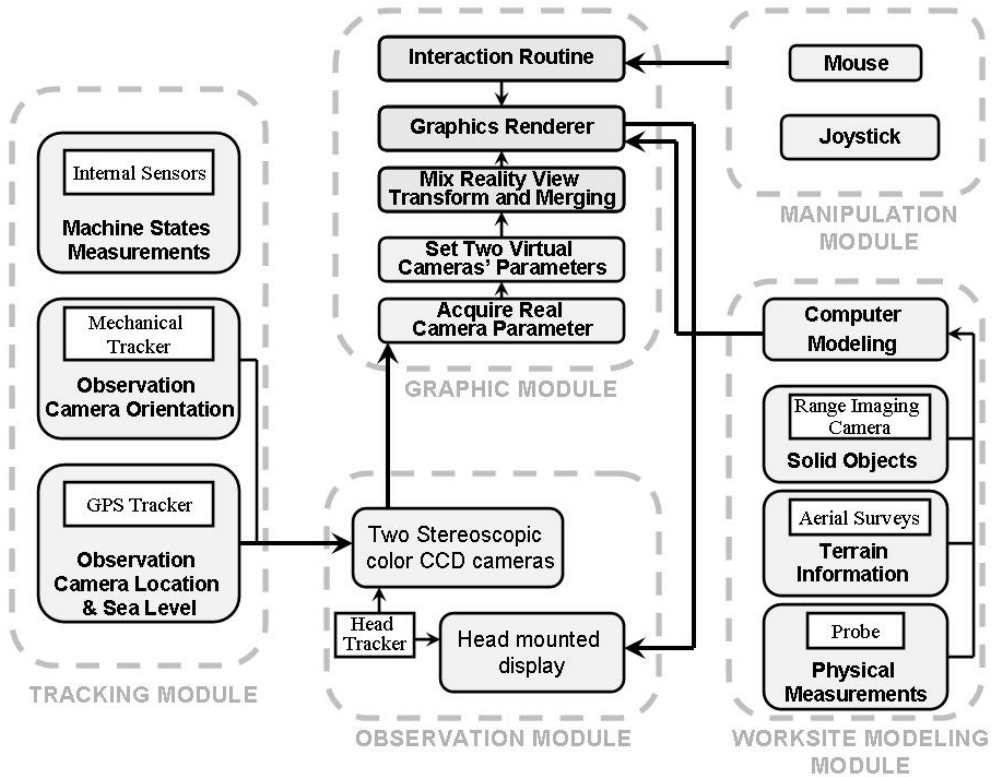 Internal Sensors
Machine States
Measurements
Mechanical
Tracker
Observation
Camera Orientation
GPS Tracker
Observation
Camera Location
& Sea Level
TRACKING MODULE
Interaction Routine
Graphics Renderer
Mix Reality View
Transform and Merging
Set Two Virtual
Cameras' Parameters
Acquire Real
Camera Parameter
GRAPHIC MODULE
Two Stereoscopic
color CCD cameras
Head
Tracker
Head mounted
display
OBSERVATION MODULE
Mouse
Joystick
MANIPULATION
MODULE
Computer
Modeling
Range Imaging
Camera
Solid Objects
Aerial Surveys
Terrain
Information
Probe
Physical
Measurements
WORKSITE MODELING
MODULE